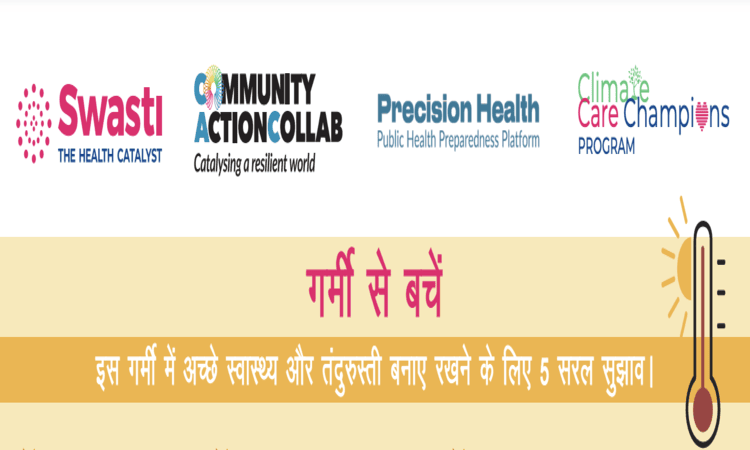 Swasti
THE HEALTH CATALYST
COMMUNITY
ACTIONCOLLAB
Catalysing a resilient world
Precision Health
Public Health Preparedness Platform
Climate
Care Champions
PROGRAM
गर्मी से बचें
इस गर्मी में अच्छे स्वास्थ्य और तंदुरुस्ती बनाए रखने के लिए 5 सरल सुझाव।